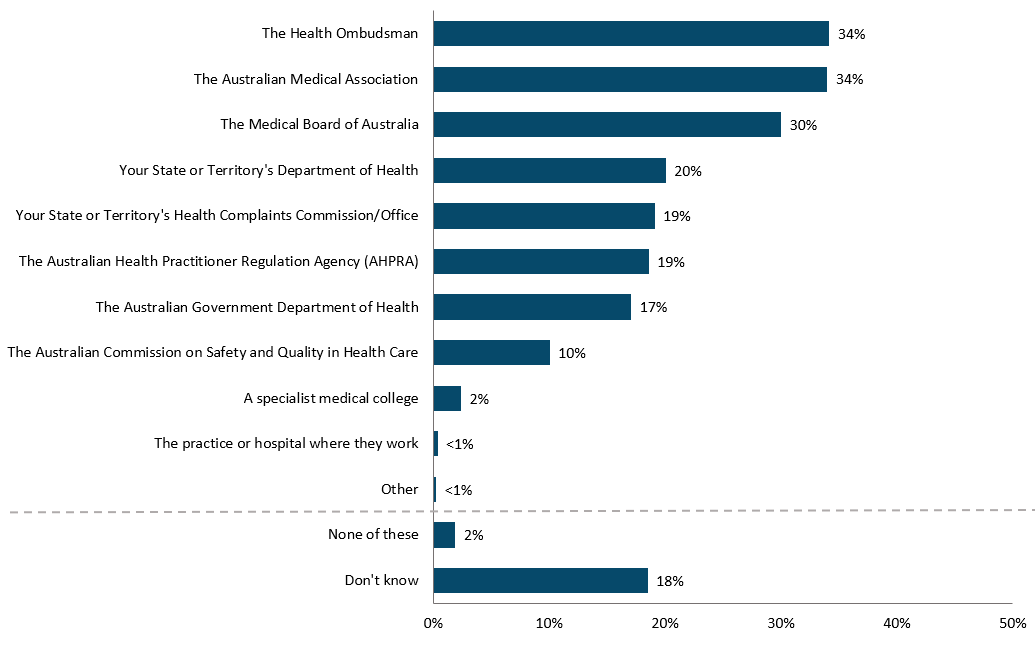 The Health Ombudsman 34%
The Australian Medical Association 34%
The Medical Board of Australia 30%
Your State or Territory's Department of Health 20%
Your State or Territory's Health Complaints Commission/Office 19%
The Australian Health Practitioner Regulation Agency (AHPRA) 19%
The Australian Government Department of Health 17%
The Australian Commission on Safety and Quality in Health Care 10%
A specialist medical college 2%
The practice or hospital where they work <1%
Other <1%
None of these 2%
Don't know 18%
0% 10% 20% 30% 40% 50%